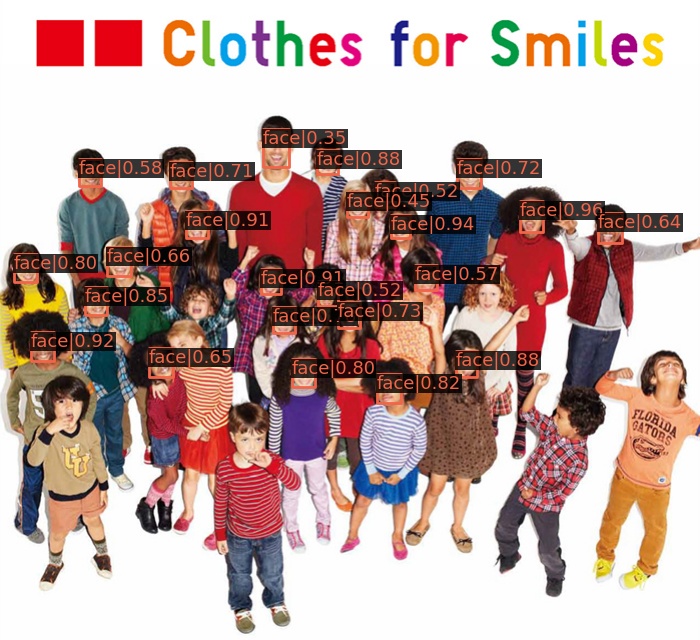 Clothes for Smiles
face|0.35
face|0.58
face|0.71
face|0.88
face|0.72
face|0.52
face|0.45
face|0.91
face|0.94
face|0.96
face|0.64
face|0.80
face|0.66
face|0.91
face|0.57
face|0.85
face|0.52
face|0.73
face|0.92
face|0.65
face|0.80
face|0.88
face|0.82
FLORIDA
GATORS